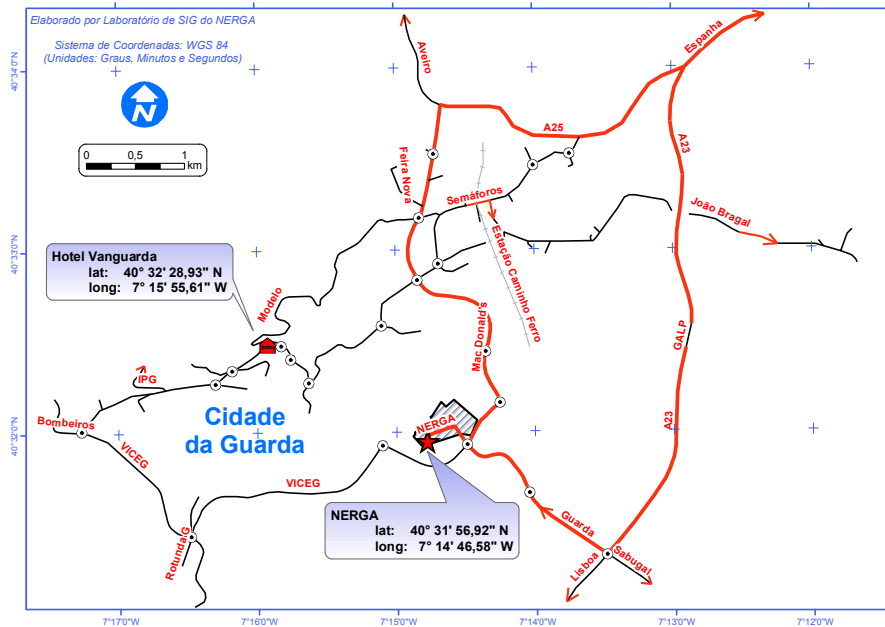 Elaborado por Laboratório de SIG do NERGA
Sistema de Coordenadas: WGS 84
(Unidades: Graus, Minutos e Segundos)
N
0 0,5 1
km
40°34'0"N
40°33'0"N
40°32'0"N
Aveiro
Espanha
A25
A23
Feira Nova
Semáforos
João Bragal
Estação Caminho Ferro
Hotel Vanguarda
lat: 40° 32' 28,93" N
long: 7° 15' 55,61" W
Modelo
Mac Donald's
GALP
IPG
Bombeiros
Cidade
da Guarda
NERGA
A23
VICEG
VICEG
NERGA
lat: 40° 31' 56,92" N
long: 7° 14' 46,58" W
Guarda
Rotunda G
Lisboa
Sabugal
7°17'0"W 7°16'0"W 7°15'0"W 7°14'0"W 7°13'0"W 7°12'0"W